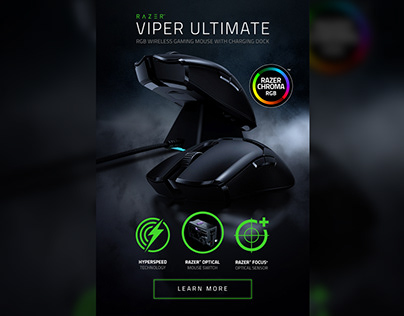 RAZER™
VIPER ULTIMATE
RGB WIRELESS GAMING MOUSE WITH CHARGING DOCK
RAZER
CHROMA
RGB
HYPERSPEED
TECHNOLOGY
RAZER® OPTICAL
MOUSE SWITCH
RAZER® FOCUS+
OPTICAL SENSOR
LEARN MORE